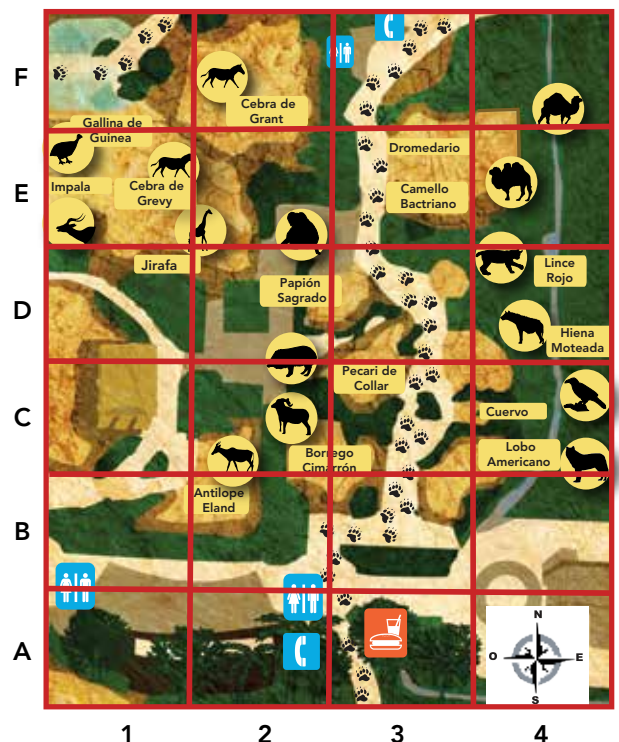 F
Cebra de
Grant
Gallina de
Guinea
Dromedario
E
Impala
Cebra de
Grevy
Camello
Bactriano
Jirafa
Lince
Rojo
Papión
Sagrado
D
Hiena
Moteada
Pecari de
Collar
C
Cuervo
Borrego
Cimarrón
Lobo
Americano
Antilope
Eland
B
A
N
O
E
S
1
2
3
4